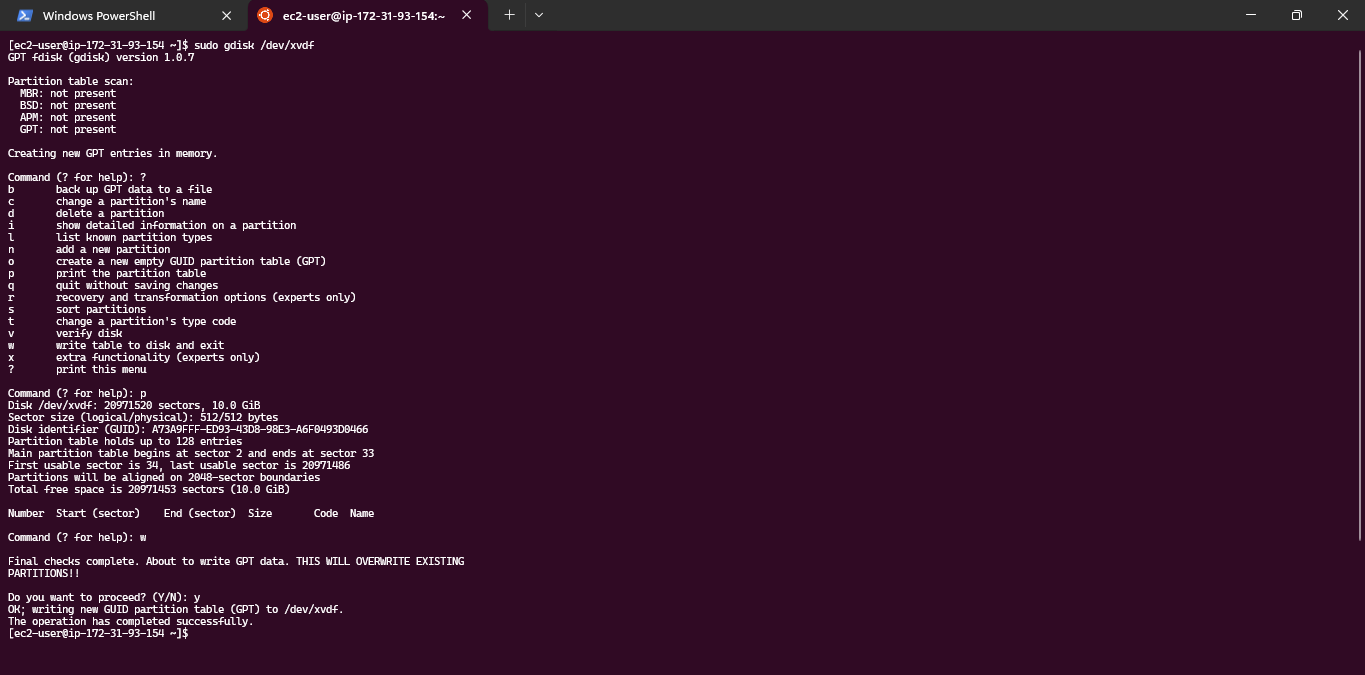 Windows PowerShell
ec2-user@ip-172-31-93-154:~
[ec2-user@ip-172-31-93-154 ~]$ sudo gdisk /dev/xvdf
GPT fdisk (gdisk) version 1.0.7
Partition table scan:
MBR: not present
BSD: not present
APM: not present
GPT: not present
Creating new GPT entries in memory.
Command (? for help): ?
b back up GPT data to a file
c change a partition's name
d delete a partition
i show detailed information on a partition
l list known partition types
n add a new partition
o create a new empty GUID partition table (GPT)
p print the partition table
q quit without saving changes
r recovery and transformation options (experts only)
s sort partitions
t change a partition's type code
v verify disk
w write table to disk and exit
x extra functionality (experts only)
? print this menu
Command (? for help): p
Disk /dev/xvdf: 20971520 sectors, 10.0 GiB
Sector size (logical/physical): 512/512 bytes
Disk identifier (GUID): A73A9FFF-ED93-43D8-98E3-A6F0493D0466
Partition table holds up to 128 entries
Main partition table begins at sector 2 and ends at sector 33
First usable sector is 34, last usable sector is 20971486
Partitions will be aligned on 2048-sector boundaries
Total free space is 20971453 sectors (10.0 GiB)
Number Start (sector) End (sector) Size Code Name
Command (? for help): w
Final checks complete. About to write GPT data. THIS WILL OVERWRITE EXISTING
PARTITIONS!!
Do you want to proceed? (Y/N): y
OK; writing new GUID partition table (GPT) to /dev/xvdf.
The operation has completed successfully.
[ec2-user@ip-172-31-93-154 ~]$